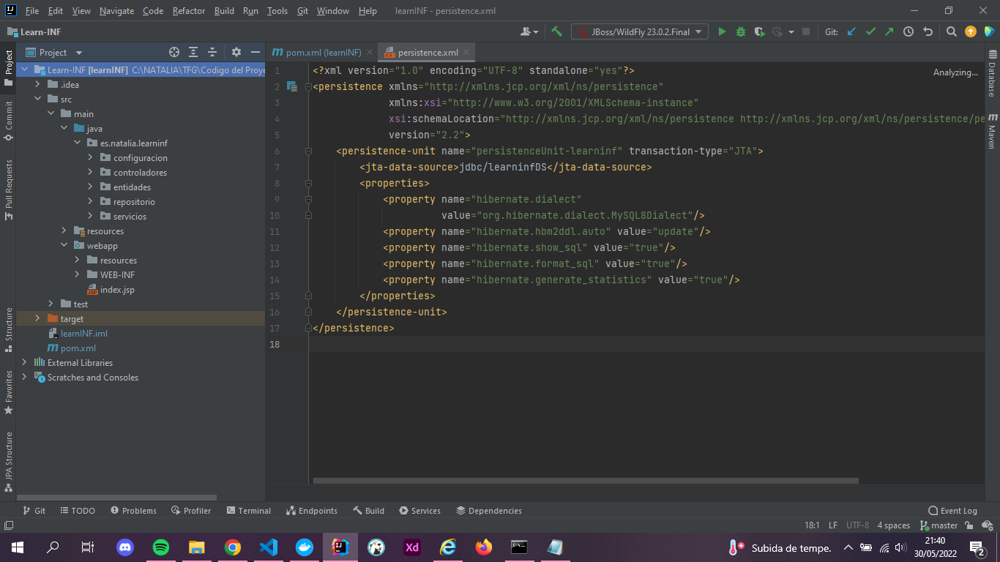 File Edit View Navigate Code Refactor Build Run Tools Git Window Help learnINF - persistence.xml
Learn-INF
JBoss/WildFly 23.0.2.Final
Git:
Project
pom.xml (learnINF)
persistence.xml
Learn-INF [learnINF] C:\NATALIA\TFG\Codigo del Proye
.idea
src
main
java
es.natalia.learninf
configuracion
controladores
entidades
repositorio
servicios
resources
webapp
resources
WEB-INF
index.jsp
test
target
learnINF.iml
pom.xml
External Libraries
Scratches and Consoles
Project
Commit
Pull Requests
Structure
Favorites
JPA Structure
Analyzing...
1 <?xml version="1.0" encoding="UTF-8" standalone="yes"?>
2 <persistence xmlns="http://xmlns.jcp.org/xml/ns/persistence"
3 xmlns:xsi="http://www.w3.org/2001/XMLSchema-instance"
4 xsi:schemaLocation="http://xmlns.jcp.org/xml/ns/persistence http://xmlns.jcp.org/xml/ns/persistence/pe
5 version="2.2">
6 <persistence-unit name="persistenceUnit-learninf" transaction-type="JTA">
7 <jta-data-source>jdbc/learninfDS</jta-data-source>
8 <properties>
9 <property name="hibernate.dialect"
10 value="org.hibernate.dialect.MySQL8Dialect"/>
11 <property name="hibernate.hbm2ddl.auto" value="update"/>
12 <property name="hibernate.show_sql" value="true"/>
13 <property name="hibernate.format_sql" value="true"/>
14 <property name="hibernate.generate_statistics" value="true"/>
15 </properties>
16 </persistence-unit>
17 </persistence>
18
Database
Maven
Git TODO Problems Profiler Terminal Endpoints Build Services Dependencies Event Log
18:1 LF UTF-8 4 spaces master
Xd
Subida de tempe.
21:40
30/05/2022
2